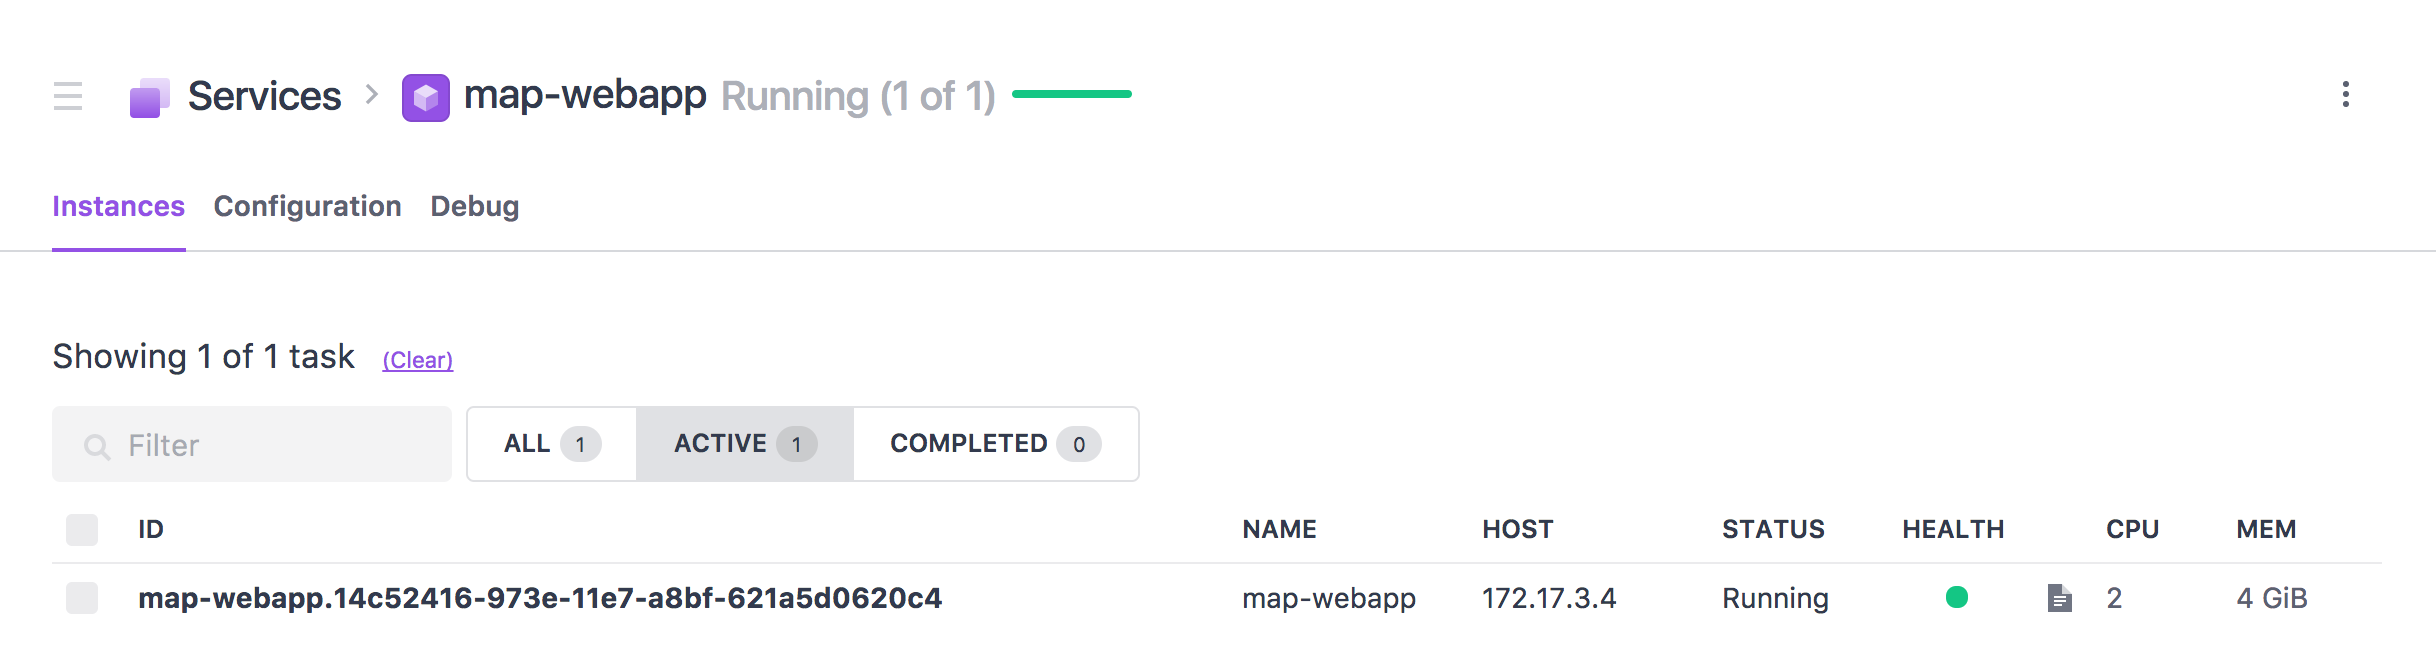 Services > map-webapp Running (1 of 1)
Instances Configuration Debug
Showing 1 of 1 task (Clear)
Filter ALL 1 ACTIVE 1 COMPLETED 0
ID NAME HOST STATUS HEALTH CPU MEM
map-webapp.14c52416-973e-11e7-a8bf-621a5d0620c4 map-webapp 172.17.3.4 Running 2 4 GiB